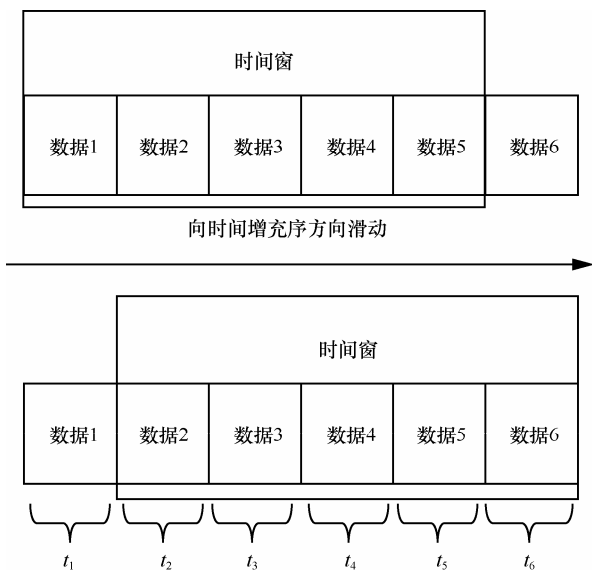 时间窗
数据1 数据2 数据3 数据4 数据5 数据6
向时间增充序方向滑动
时间窗
数据1 数据2 数据3 数据4 数据5 数据6
t1 t2 t3 t4 t5 t6